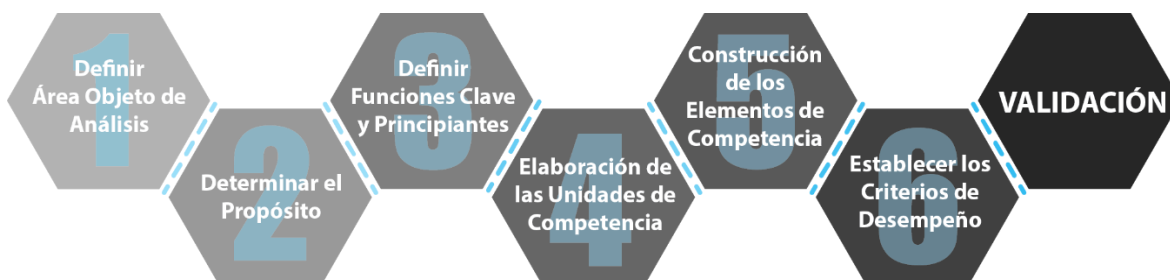 1
Definir
Área Objeto de
Análisis
2
Determinar el
Propósito
3
Definir
Funciones Clave
y Principiantes
4
Elaboración de
las Unidades de
Competencia
5
Construcción
de los
Elementos de
Competencia
6
Establecer los
Criterios de
Desempeño
VALIDACIÓN